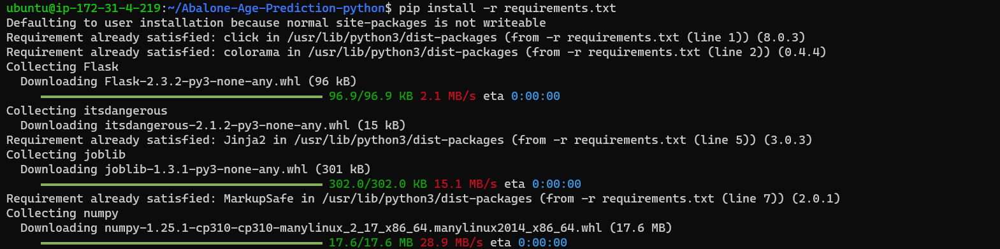 ubuntu@ip-172-31-4-219:~/Abalone-Age-Prediction-python$ pip install -r requirements.txt
Defaulting to user installation because normal site-packages is not writeable
Requirement already satisfied: click in /usr/lib/python3/dist-packages (from -r requirements.txt (line 1)) (8.0.3)
Requirement already satisfied: colorama in /usr/lib/python3/dist-packages (from -r requirements.txt (line 2)) (0.4.4)
Collecting Flask
  Downloading Flask-2.3.2-py3-none-any.whl (96 kB)
96.9/96.9 KB 2.1 MB/s eta 0:00:00
Collecting itsdangerous
  Downloading itsdangerous-2.1.2-py3-none-any.whl (15 kB)
Requirement already satisfied: Jinja2 in /usr/lib/python3/dist-packages (from -r requirements.txt (line 5)) (3.0.3)
Collecting joblib
  Downloading joblib-1.3.1-py3-none-any.whl (301 kB)
302.0/302.0 KB 15.1 MB/s eta 0:00:00
Requirement already satisfied: MarkupSafe in /usr/lib/python3/dist-packages (from -r requirements.txt (line 7)) (2.0.1)
Collecting numpy
  Downloading numpy-1.25.1-cp310-cp310-manylinux_2_17_x86_64.manylinux2014_x86_64.whl (17.6 MB)
17.6/17.6 MB 28.9 MB/s eta 0:00:00